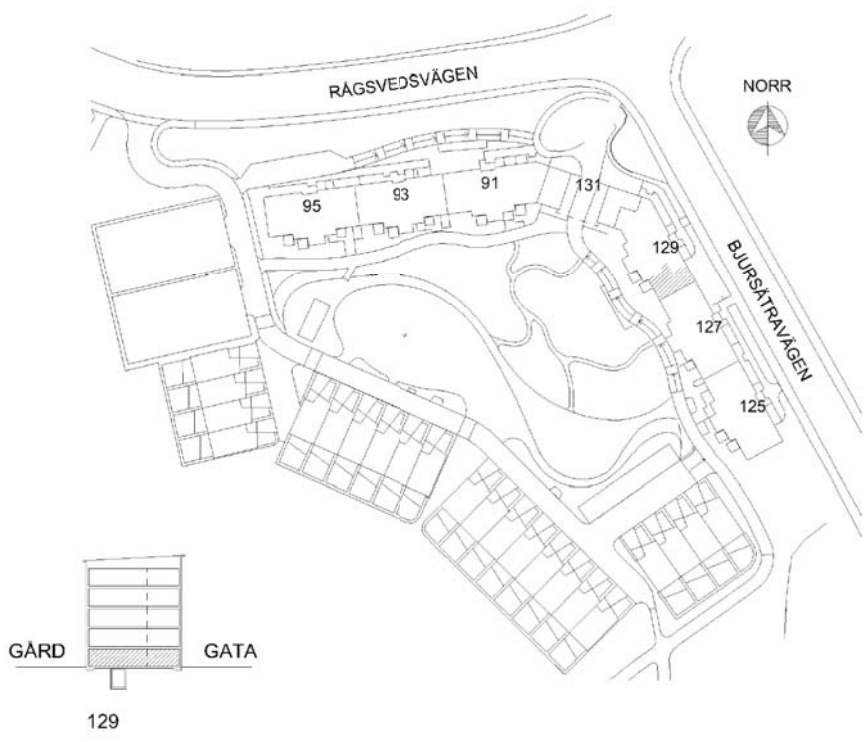 RÅGSVEDSVÄGEN
NORR
91
131
93
95
129
BJURSÄTRAVÄGEN
127
125
GÅRD
GATA
129